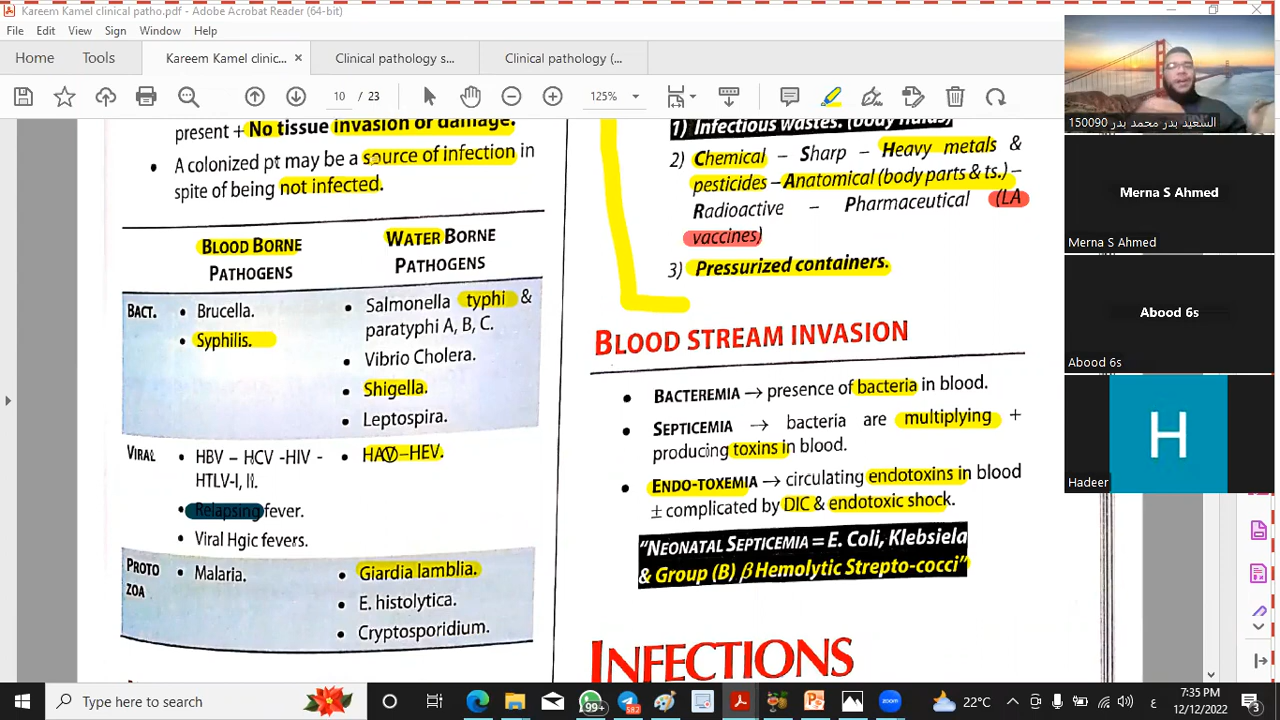 Kareem Kamel clinical patho.pdf - Adobe Acrobat Reader (64-bit)
File Edit View Sign Window Help
Home Tools Kareem Kamel clinic... × Clinical pathology s... Clinical pathology (...
10 / 23 125%
present + No tissue invasion or damage.
• A colonized pt may be a source of infection in
spite of being not infected.
BLOOD BORNE
PATHOGENS
WATER BORNE
PATHOGENS
BACT.
• Brucella.
• Syphilis.
• Salmonella typhi &
paratyphi A, B, C.
• Vibrio Cholera.
• Shigella.
• Leptospira.
VIRAL
• HBV – HCV -HIV -
HTLV-I, II.
• Relapsing fever.
• Viral Hgic fevers.
• HAV –HEV.
PROTO
ZOA
• Malaria.
• Giardia lamblia.
• E. histolytica.
• Cryptosporidium.
1) Infectious wastes. (body fluids)
2) Chemical – Sharp – Heavy metals &
pesticides – Anatomical (body parts & ts.) –
Radioactive – Pharmaceutical (LA
vaccines)
3) Pressurized containers.
BLOOD STREAM INVASION
• BACTEREMIA → presence of bacteria in blood.
• SEPTICEMIA → bacteria are multiplying +
producing toxins in blood.
• ENDO-TOXEMIA → circulating endotoxins in blood
± complicated by DIC & endotoxic shock.
"NEONATAL SEPTICEMIA = E. Coli, Klebsiela
& Group (B) β Hemolytic Strepto-cocci"
INFECTIONS
السعيد بدر محمد بدر 150090
Merna S Ahmed
Merna S Ahmed
Abood 6s
Abood 6s
H
Hadeer
Type here to search
99+
582
zoom
22°C
ع
7:35 PM
12/12/2022
3